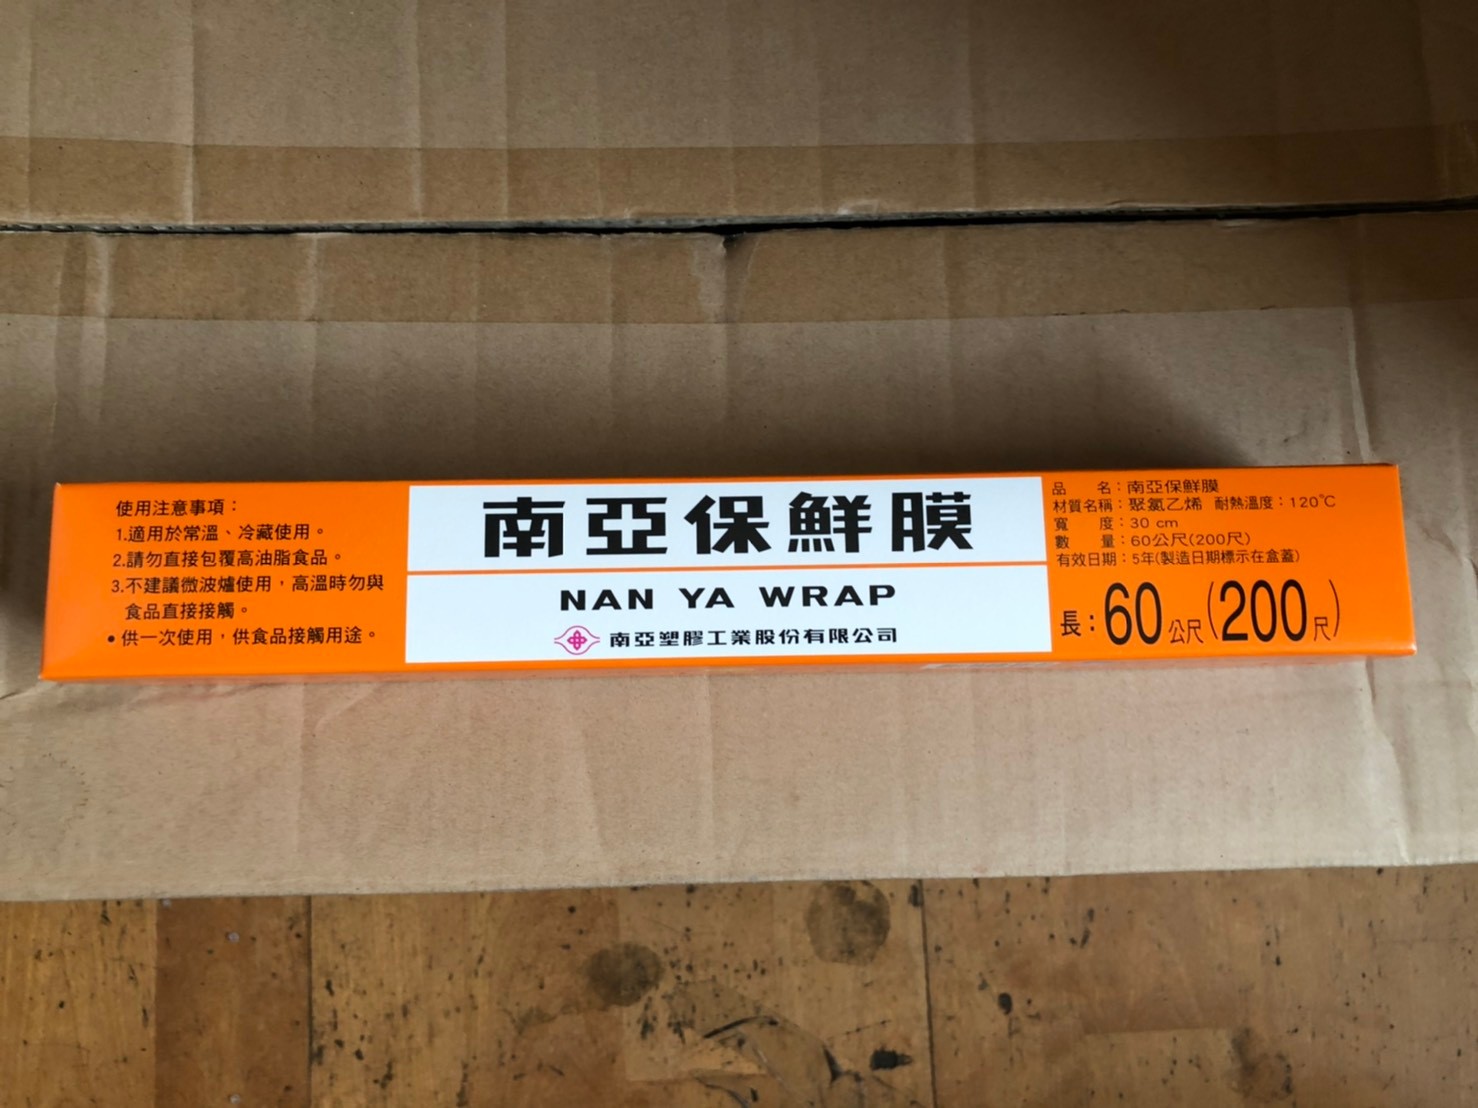 使用注意事項：
1.適用於常溫、冷藏使用。
2.請勿直接包覆高油脂食品。
3.不建議微波爐使用，高溫時勿與
食品直接接觸。
•供一次使用，供食品接觸用途。
南亞保鮮膜
NAN YA WRAP
南亞塑膠工業股份有限公司
品　　名：南亞保鮮膜
材質名稱：聚氯乙烯 耐熱溫度：120℃
寬　　度：30 cm
數　　量：60公尺(200尺)
有效日期：5年(製造日期標示在盒蓋)
長：60公尺(200尺)